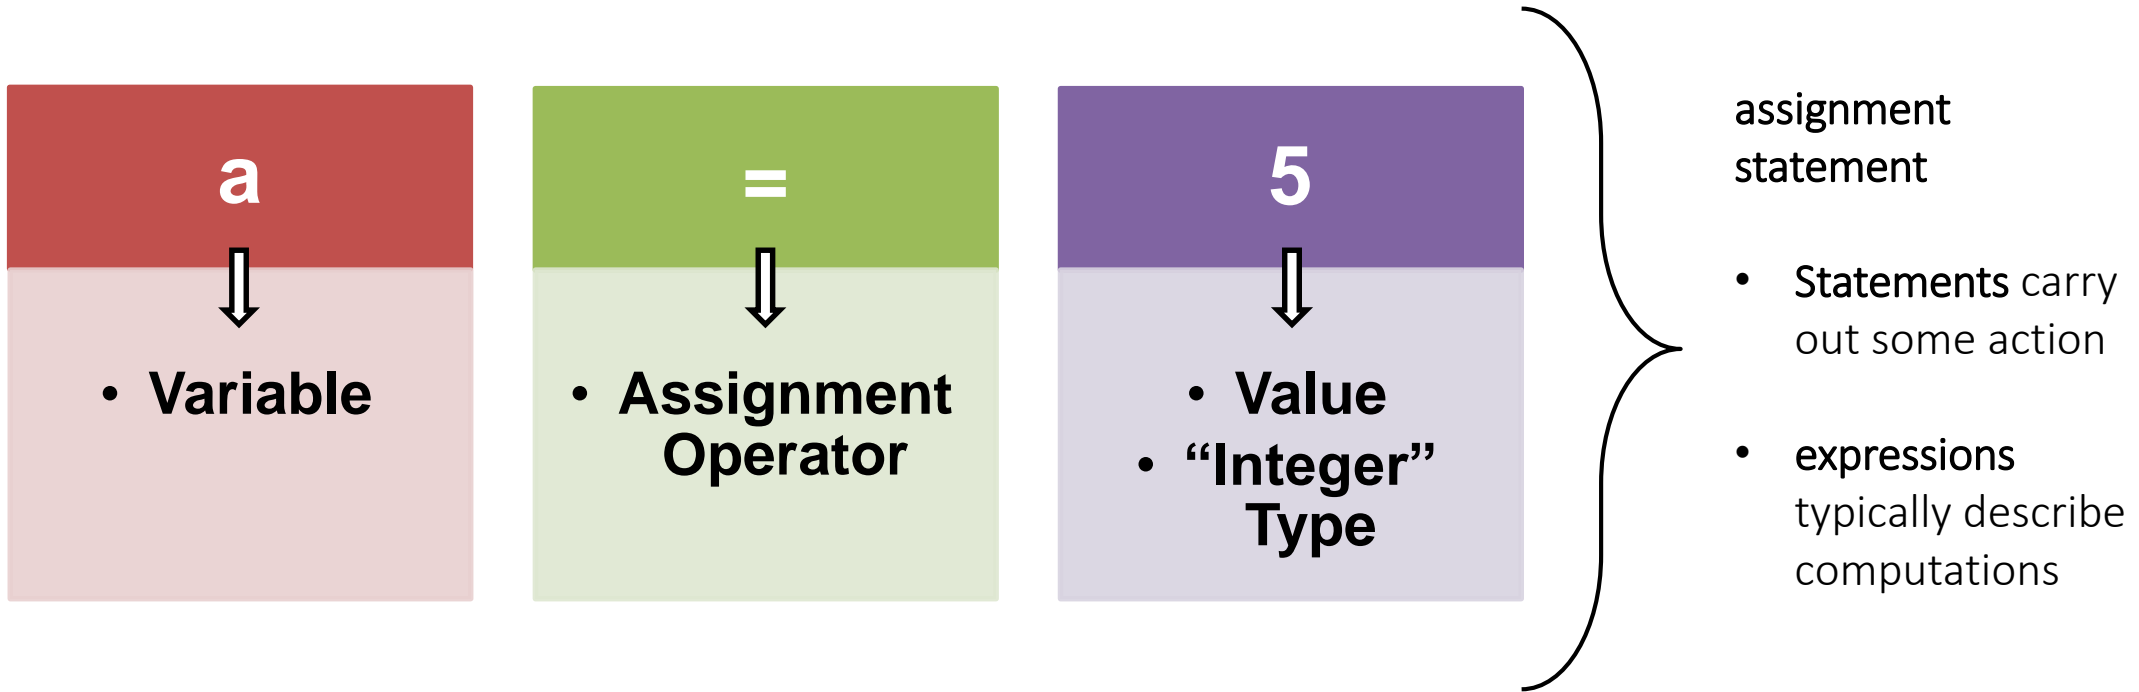 a
=
5
• Variable
• Assignment
Operator
• Value
• “Integer”
Type
assignment
statement
• Statements carry
out some action
• expressions
typically describe
computations